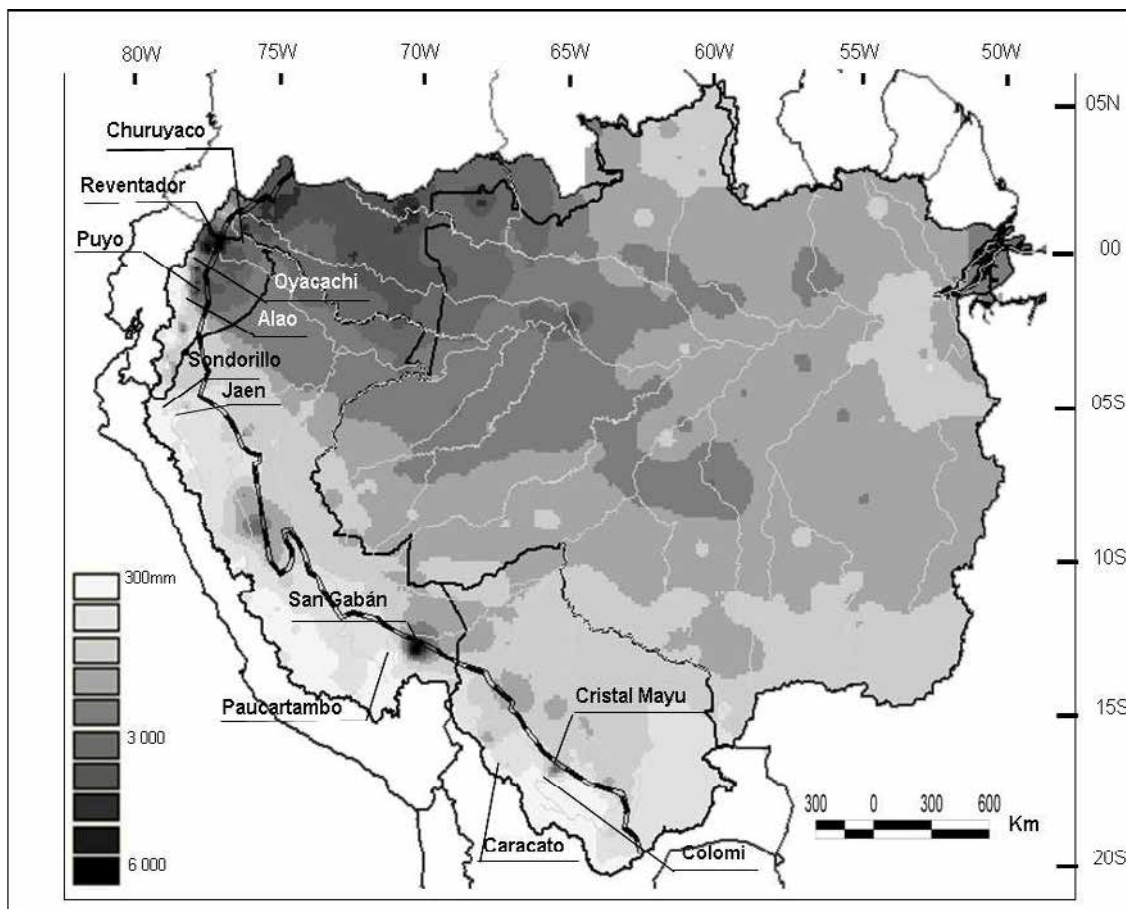 80W 75W 70W 65W 60W 55W 50W
05N
Churuyaco
Reventador
Puyo
00
Oyacachi
Alao
Sondorillo
Jaen
05S
10S
300mm
San Gabán
Paucartambo
Cristal Mayu
15S
3 000
300 0 300 600
Km
Caracato
Colomi
6 000
20S